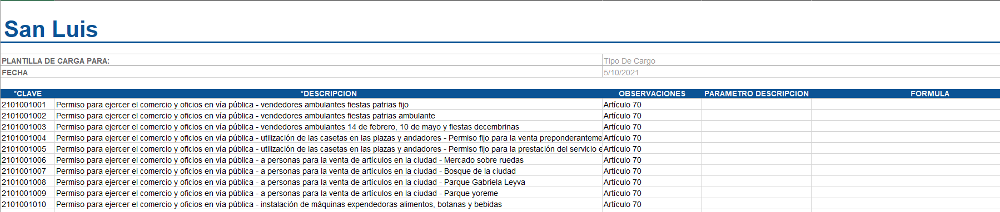 San Luis
PLANTILLA DE CARGA PARA: Tipo De Cargo
FECHA 5/10/2021
*CLAVE *DESCRIPCION OBSERVACIONES PARAMETRO DESCRIPCION FORMULA
2101001001 Permiso para ejercer el comercio y oficios en vía pública - vendedores ambulantes fiestas patrias fijo Artículo 70
2101001002 Permiso para ejercer el comercio y oficios en vía pública - vendedores ambulantes fiestas patrias ambulante Artículo 70
2101001003 Permiso para ejercer el comercio y oficios en vía pública - vendedores ambulantes 14 de febrero, 10 de mayo y fiestas decembrinas Artículo 70
2101001004 Permiso para ejercer el comercio y oficios en vía pública - utilización de las casetas en las plazas y andadores - Permiso fijo para la venta preponderanteme Artículo 70
2101001005 Permiso para ejercer el comercio y oficios en vía pública - utilización de las casetas en las plazas y andadores - Permiso fijo para la prestación del servicio e Artículo 70
2101001006 Permiso para ejercer el comercio y oficios en vía pública - a personas para la venta de artículos en la ciudad - Mercado sobre ruedas Artículo 70
2101001007 Permiso para ejercer el comercio y oficios en vía pública - a personas para la venta de artículos en la ciudad - Bosque de la ciudad Artículo 70
2101001008 Permiso para ejercer el comercio y oficios en vía pública - a personas para la venta de artículos en la ciudad - Parque Gabriela Leyva Artículo 70
2101001009 Permiso para ejercer el comercio y oficios en vía pública - a personas para la venta de artículos en la ciudad - Parque yoreme Artículo 70
2101001010 Permiso para ejercer el comercio y oficios en vía pública - instalación de máquinas expendedoras alimentos, botanas y bebidas Artículo 70